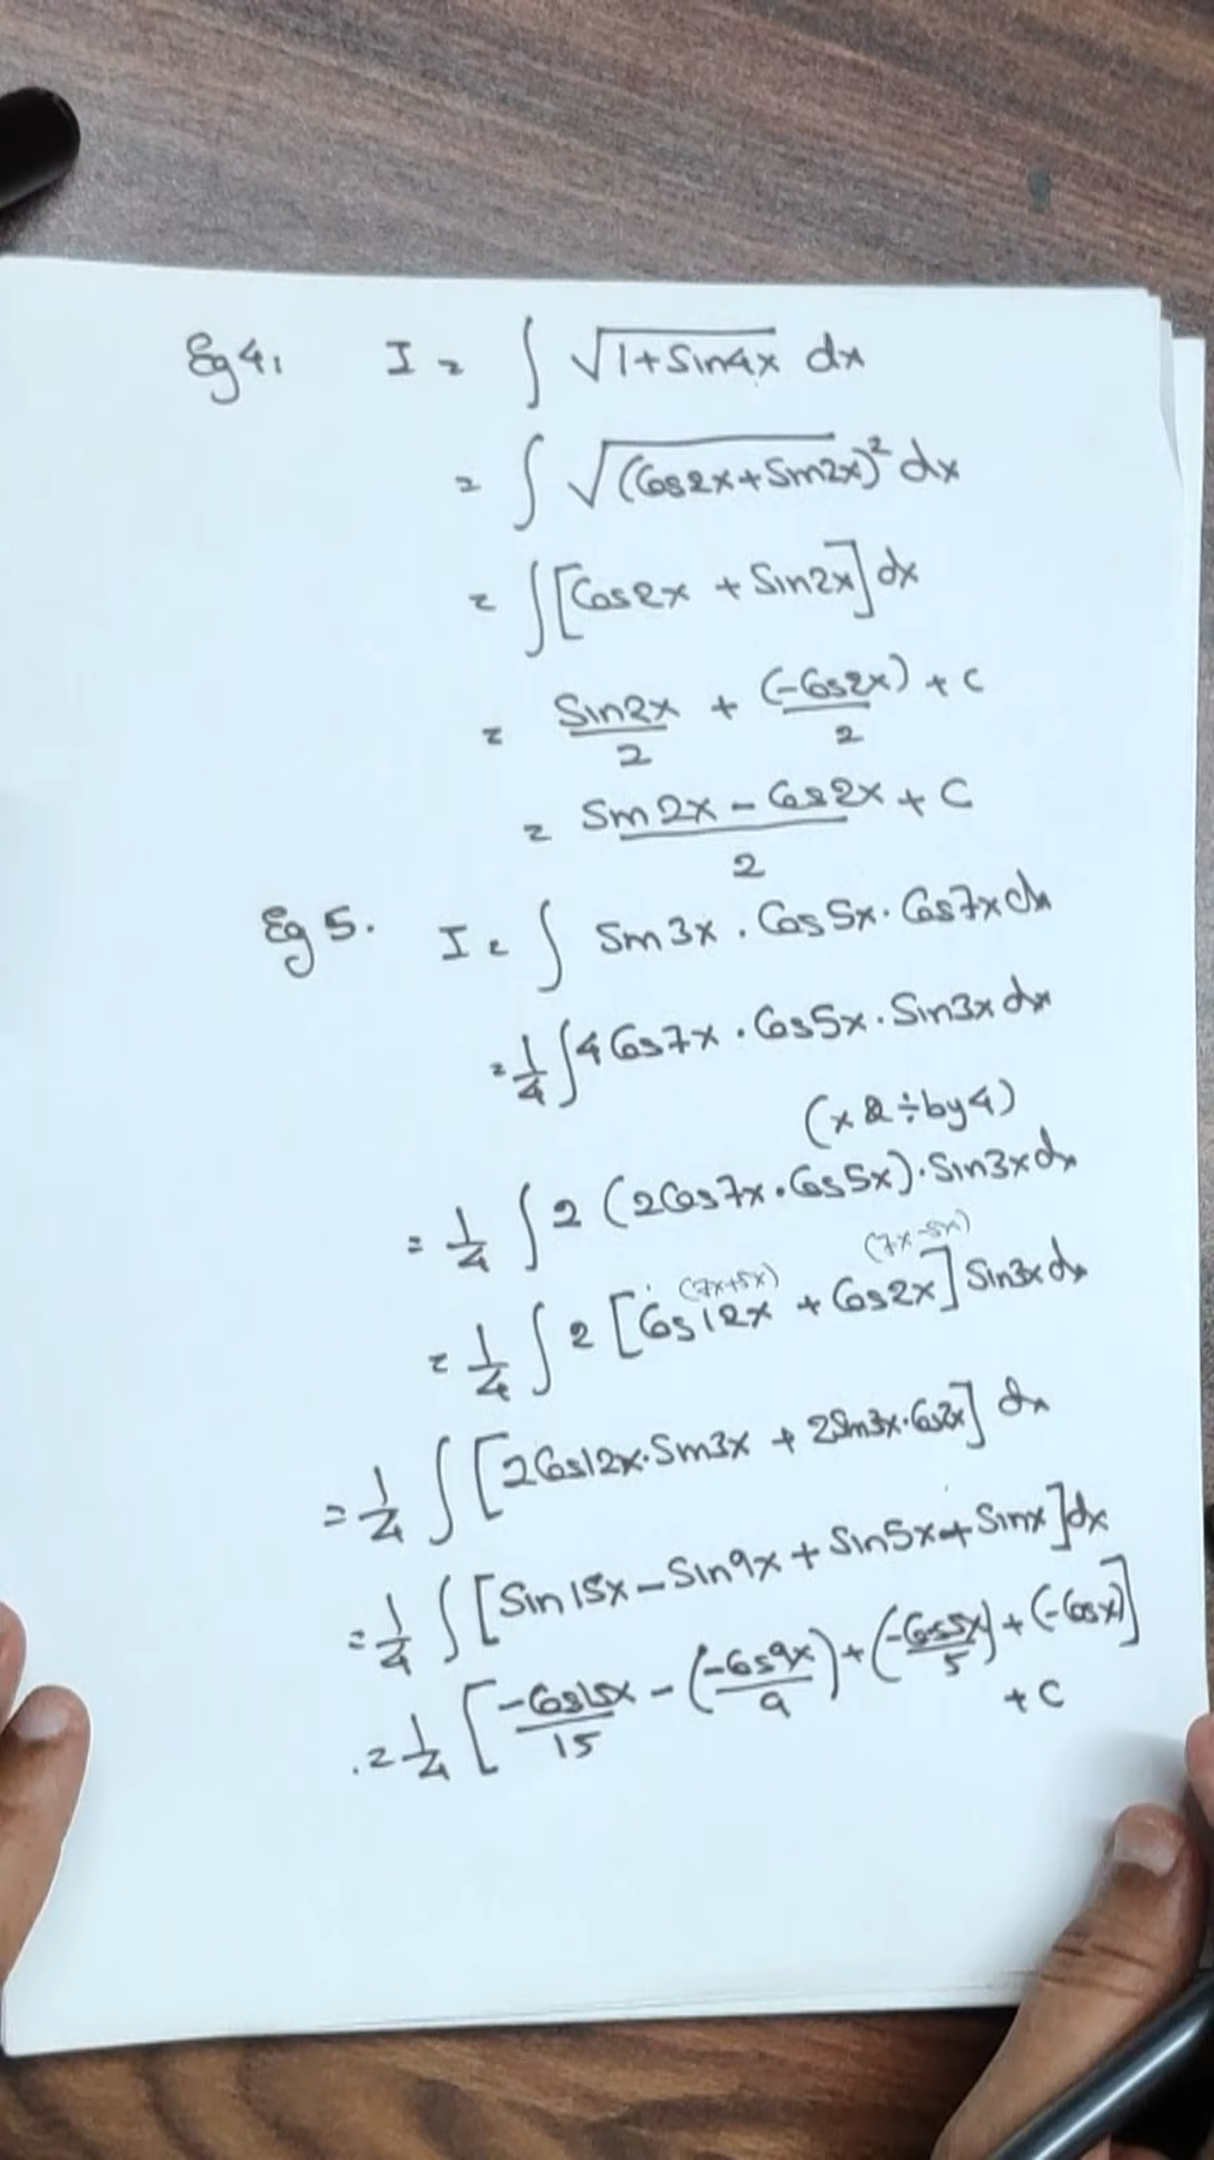 Eg 4. I = ∫ √(1+Sin4x) dx
= ∫ √(Cos2x+Sin2x)² dx
= ∫[Cos2x + Sin2x] dx
= Sin2x/2 + (-Cos2x)/2 + C
= (Sin2x - Cos2x)/2 + C
Eg 5. I = ∫ Sin3x . Cos5x . Cos7x dx
= 1/4 ∫ 4 Cos7x . Cos5x . Sin3x dx
(x & ÷ by 4)
= 1/4 ∫ 2 (2Cos7x . Cos5x) . Sin3x dx
(7x+5x) (7x-5x)
= 1/4 ∫ 2 [Cos12x + Cos2x] Sin3x dx
= 1/4 ∫ [2Cos12x . Sin3x + 2Sin3x . Cos2x] dx
= 1/4 ∫ [Sin15x - Sin9x + Sin5x + Sinx] dx
= 1/4 [-Cos15x/15 - (-Cos9x/9) + (-Cos5x/5) + (-Cosx)]
+ C